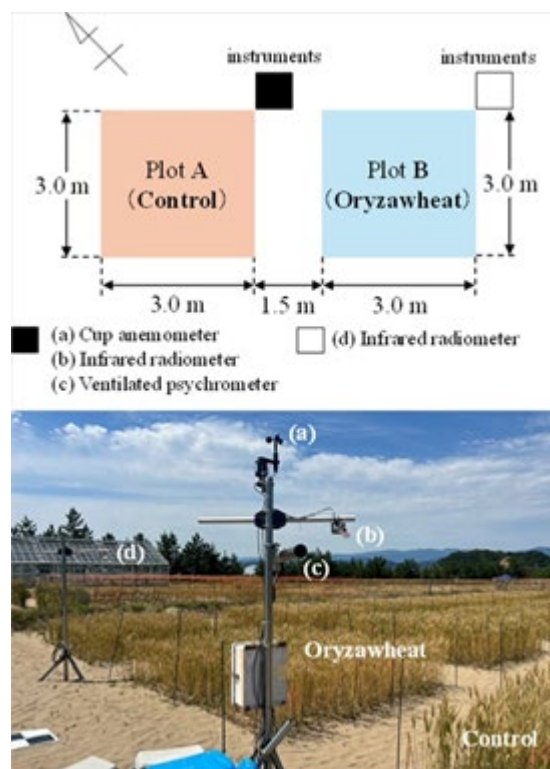 instruments
instruments
3.0 m
Plot A
(Control)
Plot B
(Oryzawheat)
3.0 m
3.0 m
1.5 m
3.0 m
(a) Cup anemometer
(b) Infrared radiometer
(c) Ventilated psychrometer
(d) Infrared radiometer
(a)
(b)
(c)
(d)
Oryzawheat
Control